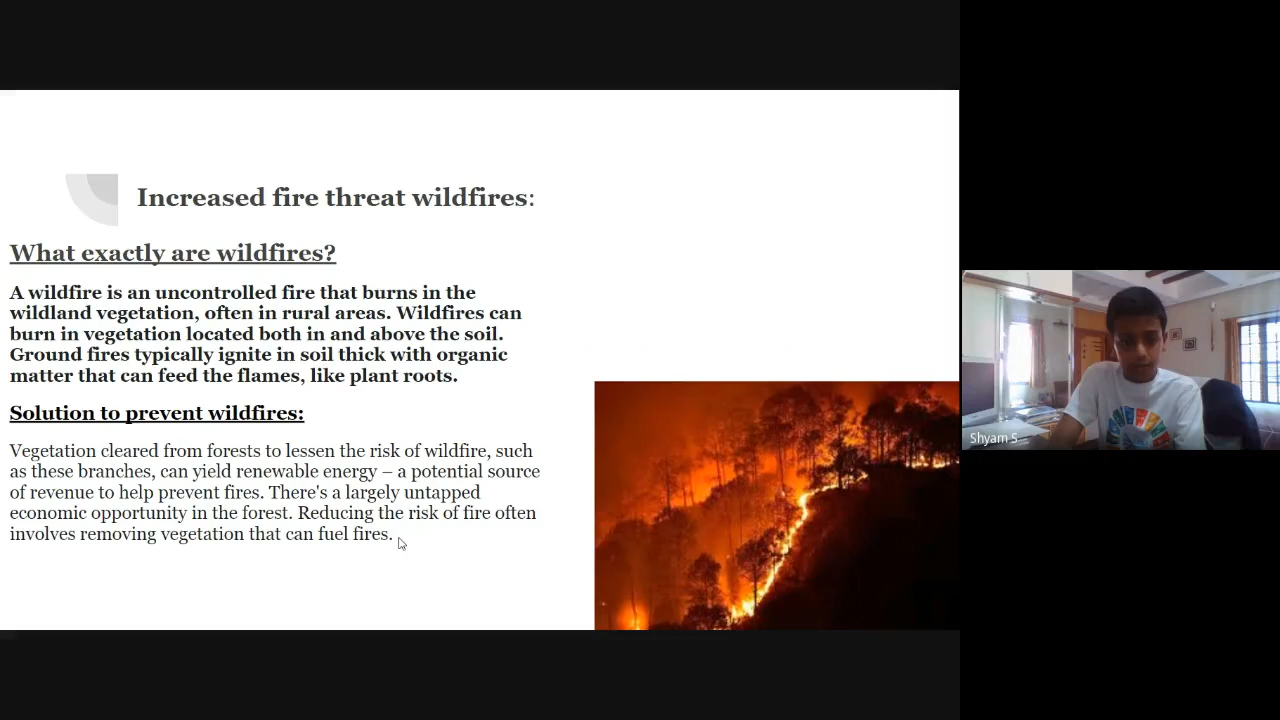 Increased fire threat wildfires:
What exactly are wildfires?
A wildfire is an uncontrolled fire that burns in the
wildland vegetation, often in rural areas. Wildfires can
burn in vegetation located both in and above the soil.
Ground fires typically ignite in soil thick with organic
matter that can feed the flames, like plant roots.
Solution to prevent wildfires:
Vegetation cleared from forests to lessen the risk of wildfire, such
as these branches, can yield renewable energy – a potential source
of revenue to help prevent fires. There's a largely untapped
economic opportunity in the forest. Reducing the risk of fire often
involves removing vegetation that can fuel fires.
Shyam S